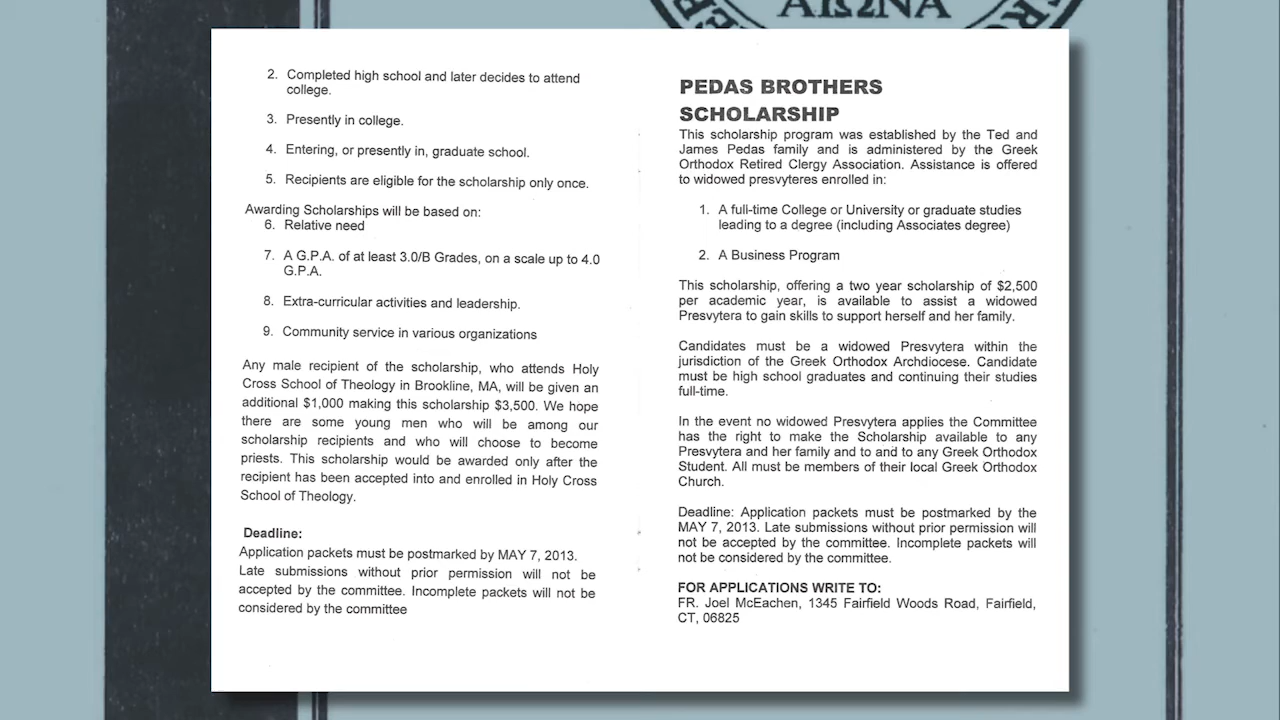 ΑΙΩΝΑ
2. Completed high school and later decides to attend
college.
3. Presently in college.
4. Entering, or presently in, graduate school.
5. Recipients are eligible for the scholarship only once.
Awarding Scholarships will be based on:
6. Relative need
7. A G.P.A. of at least 3.0/B Grades, on a scale up to 4.0
G.P.A.
8. Extra-curricular activities and leadership.
9. Community service in various organizations
Any male recipient of the scholarship, who attends Holy
Cross School of Theology in Brookline, MA, will be given an
additional $1,000 making this scholarship $3,500. We hope
there are some young men who will be among our
scholarship recipients and who will choose to become
priests. This scholarship would be awarded only after the
recipient has been accepted into and enrolled in Holy Cross
School of Theology.
Deadline:
Application packets must be postmarked by MAY 7, 2013.
Late submissions without prior permission will not be
accepted by the committee. Incomplete packets will not be
considered by the committee
PEDAS BROTHERS
SCHOLARSHIP
This scholarship program was established by the Ted and
James Pedas family and is administered by the Greek
Orthodox Retired Clergy Association. Assistance is offered
to widowed presvyteres enrolled in:
1. A full-time College or University or graduate studies
leading to a degree (including Associates degree)
2. A Business Program
This scholarship, offering a two year scholarship of $2,500
per academic year, is available to assist a widowed
Presvytera to gain skills to support herself and her family.
Candidates must be a widowed Presvytera within the
jurisdiction of the Greek Orthodox Archdiocese. Candidate
must be high school graduates and continuing their studies
full-time.
In the event no widowed Presvytera applies the Committee
has the right to make the Scholarship available to any
Presvytera and her family and to and to any Greek Orthodox
Student. All must be members of their local Greek Orthodox
Church.
Deadline: Application packets must be postmarked by the
MAY 7, 2013. Late submissions without prior permission will
not be accepted by the committee. Incomplete packets will
not be considered by the committee.
FOR APPLICATIONS WRITE TO:
FR. Joel McEachen, 1345 Fairfield Woods Road, Fairfield,
CT, 06825